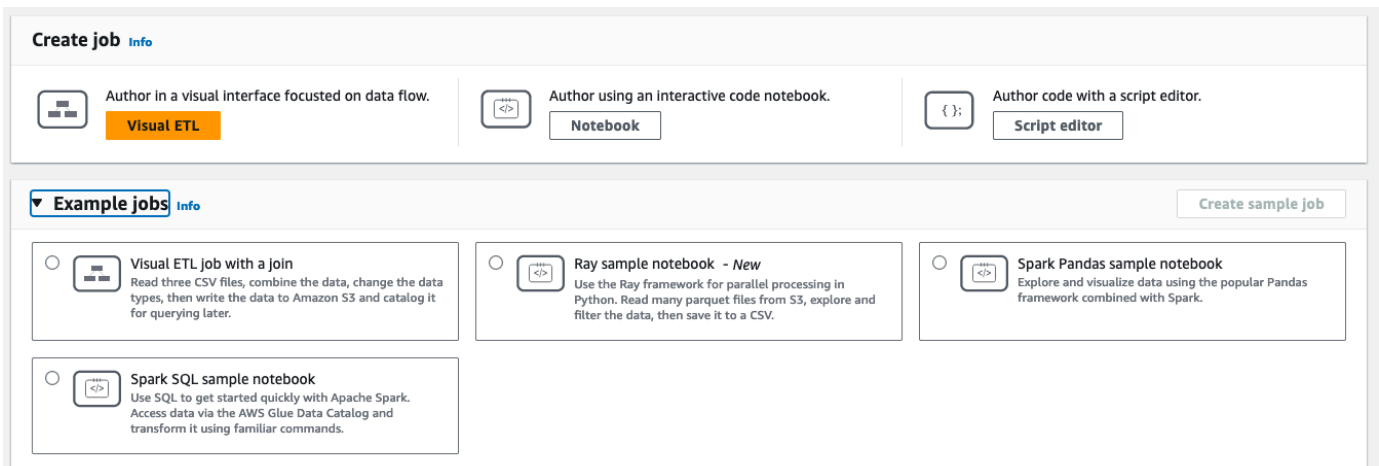 Create job Info
Author in a visual interface focusted on data flow.
Visual ETL
Author using an interactive code notebook.
Notebook
Author code with a script editor.
Script editor
Example jobs Info
Create sample job
Visual ETL job with a join
Read three CSV files, combine the data, change the data
types, then write the data to Amazon S3 and catalog it
for querying later.
Ray sample notebook - New
Use the Ray framework for parallel processing in
Python. Read many parquet files from S3, explore and
filter the data, then save it to a CSV.
Spark Pandas sample notebook
Explore and visualize data using the popular Pandas
framework combined with Spark.
Spark SQL sample notebook
Use SQL to get started quickly with Apache Spark.
Access data via the AWS Glue Data Catalog and
transform it using familiar commands.